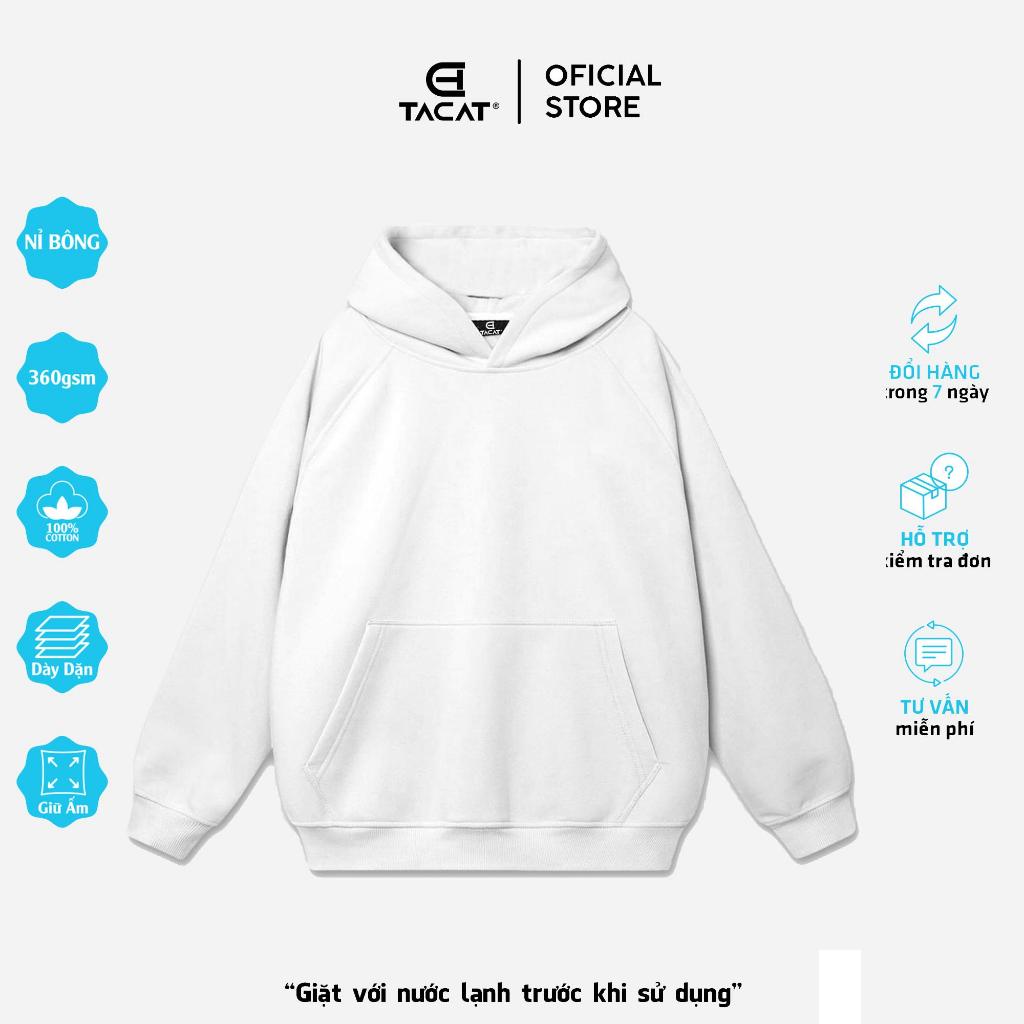 TACAT®
OFICIAL
STORE
NỈ BÔNG
360gsm
100%
COTTON
Dày Dặn
Giữ Ấm
TACAT
ĐỔI HÀNG
trong 7 ngày
?
HỖ TRỢ
kiểm tra đơn
TƯ VẤN
miễn phí
“Giặt với nước lạnh trước khi sử dụng”